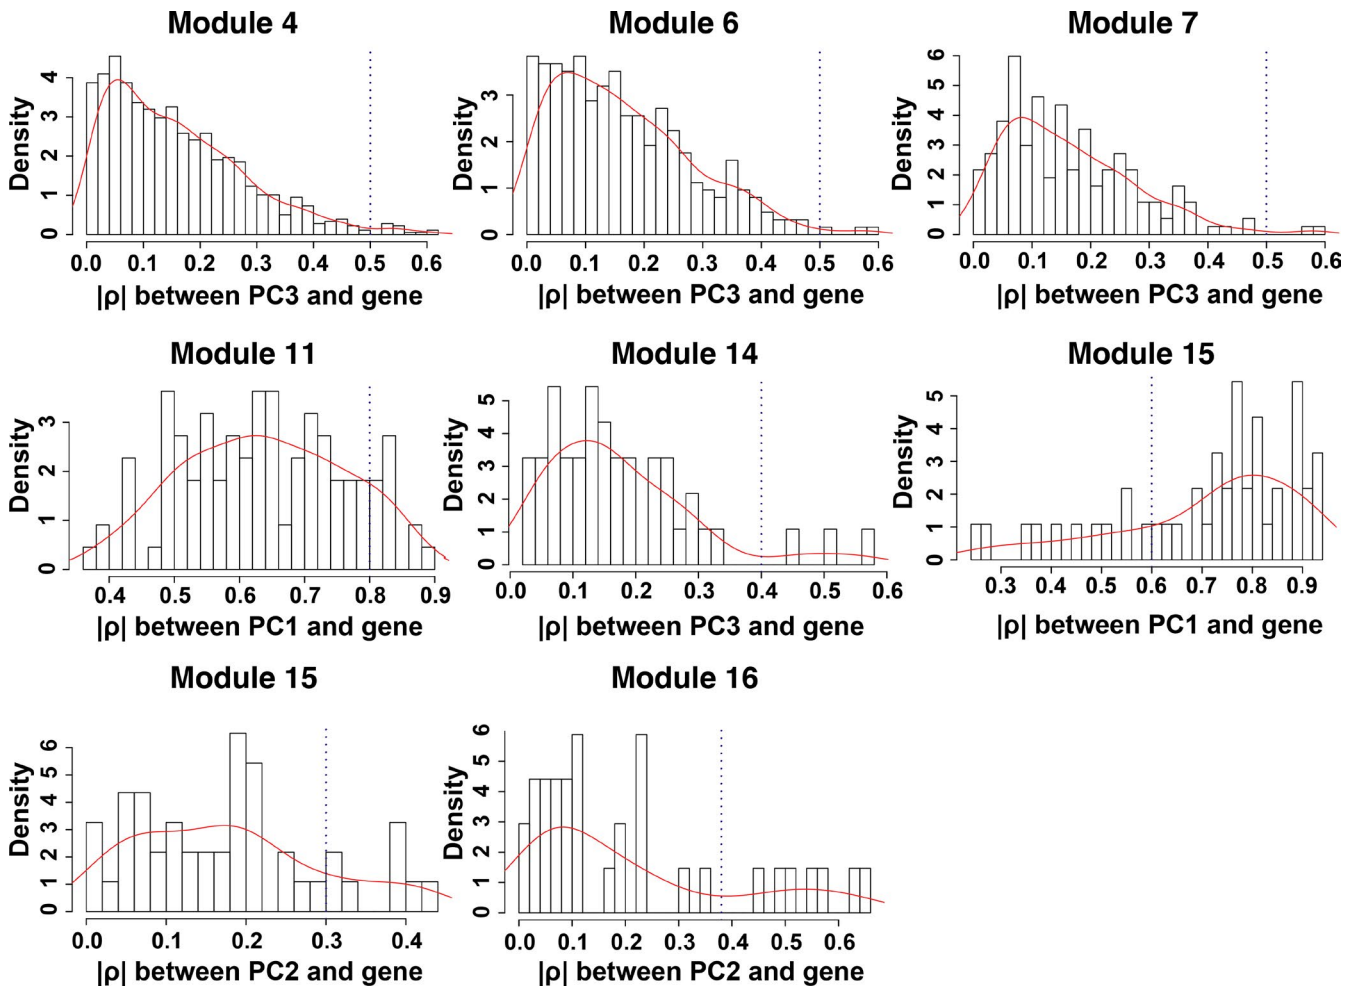 Module 4
Density
0 1 2 3 4
0.0 0.1 0.2 0.3 0.4 0.5 0.6
|ρ| between PC3 and gene
Module 6
Density
0 1 2 3
0.0 0.1 0.2 0.3 0.4 0.5 0.6
|ρ| between PC3 and gene
Module 7
Density
0 1 2 3 4 5 6
0.0 0.1 0.2 0.3 0.4 0.5 0.6
|ρ| between PC3 and gene
Module 11
Density
0 1 2 3
0.4 0.5 0.6 0.7 0.8 0.9
|ρ| between PC1 and gene
Module 14
Density
0 1 2 3 4 5
0.0 0.1 0.2 0.3 0.4 0.5 0.6
|ρ| between PC3 and gene
Module 15
Density
0 1 2 3 4 5
0.3 0.4 0.5 0.6 0.7 0.8 0.9
|ρ| between PC1 and gene
Module 15
Density
0 1 2 3 4 5 6
0.0 0.1 0.2 0.3 0.4
|ρ| between PC2 and gene
Module 16
Density
0 1 2 3 4 5 6
0.0 0.1 0.2 0.3 0.4 0.5 0.6
|ρ| between PC2 and gene